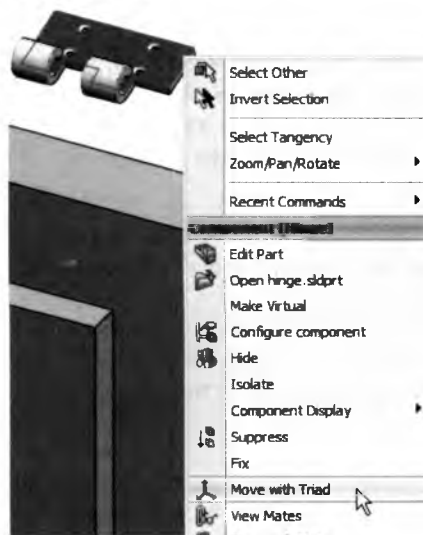 Select Other
Invert Selection
Select Tangency
Zoom/Pan/Rotate
Recent Commands
Edit Part
Open hinge.sldprt
Make Virtual
Configure component
Hide
Isolate
Component Display
Suppress
Fix
Move with Triad
View Mates